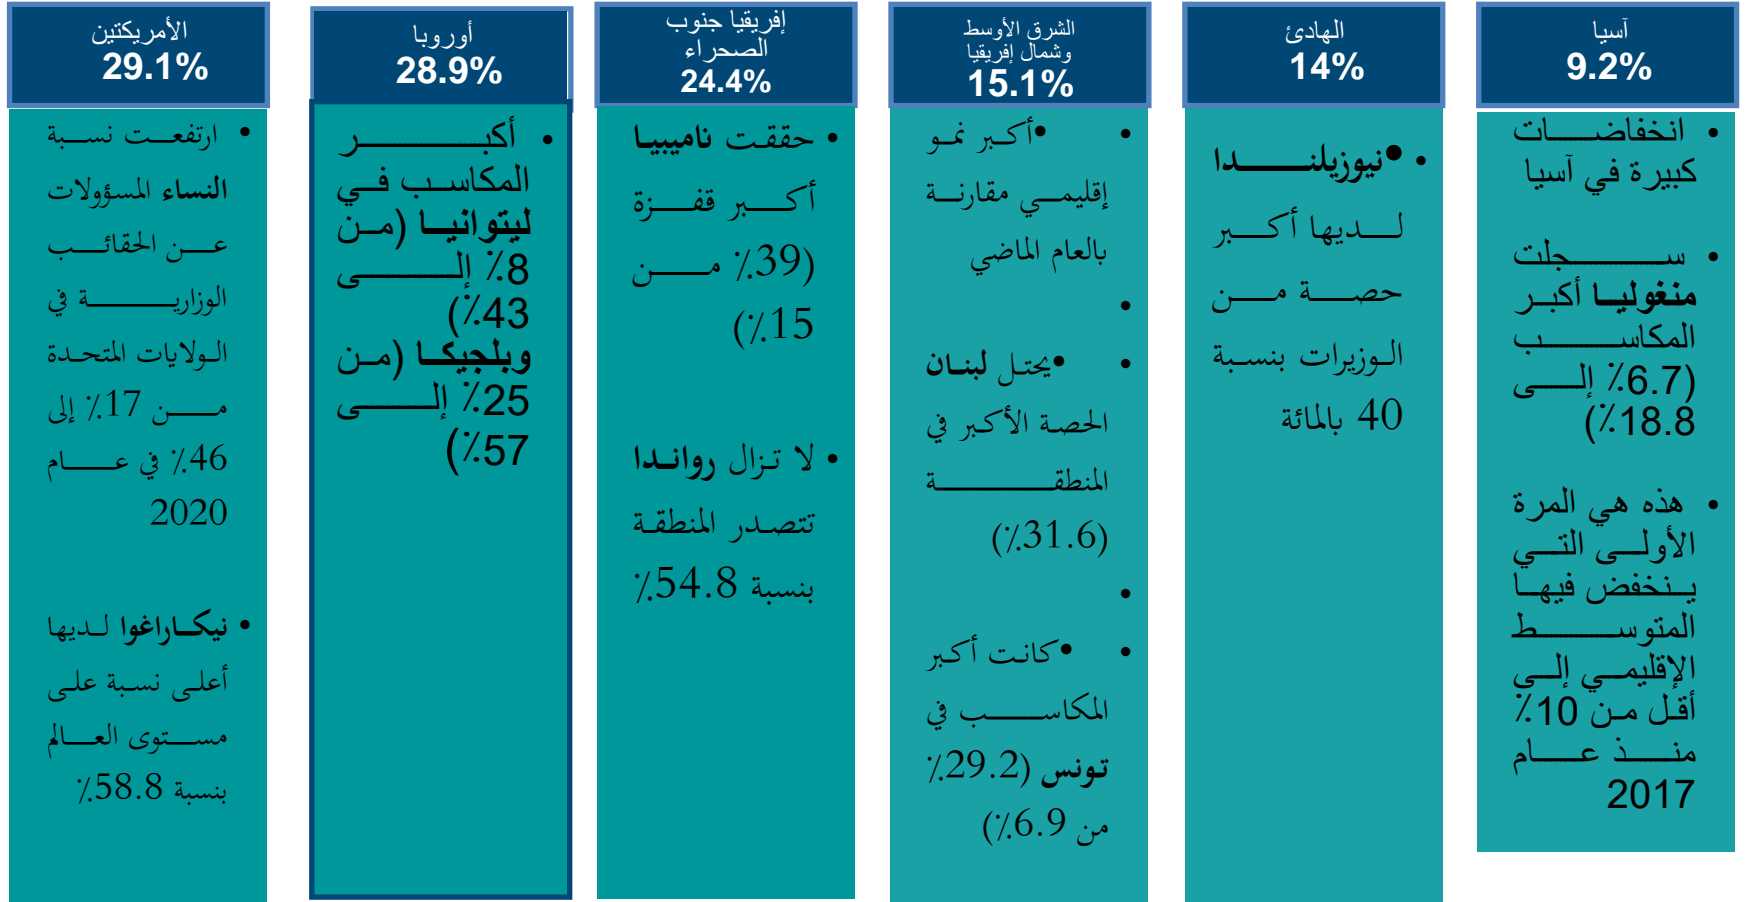 آسيا
9.2%
• انخفاضات
كبيرة في آسيا
• سجلت
منغوليا أكبر
المكاسب
(6.7٪ إلى
18.8٪)
• هذه هي المرة
الأولى التي
ينخفض فيها
المتوسط
الإقليمي إلى
أقل من 10٪
منذ عام
2017
الهادئ
14%
• •نيوزيلندا
لديها أكبر
حصة من
الوزيرات بنسبة
40 بالمائة
الشرق الأوسط
وشمال إفريقيا
15.1%
• •أكبر نمو
إقليمي مقارنة
بالعام الماضي
•
• •يحتل لبنان
الحصة الأكبر في
المنطقة
(31.6٪)
•
• •كانت أكبر
المكاسب في
تونس (29.2٪
من 6.9٪)
إفريقيا جنوب
الصحراء
24.4%
• حققت ناميبيا
أكبر قفزة
(39٪ من
15٪)
• لا تزال رواندا
تتصدر المنطقة
بنسبة 54.8٪
أوروبا
28.9%
• أكبر
المكاسب في
ليتوانيا (من
8٪ إلى
43٪)
وبلجيكا (من
25٪ إلى
57٪)
الأمريكتين
29.1%
• ارتفعت نسبة
النساء المسؤولات
عن الحقائب
الوزارية في
الولايات المتحدة
من 17٪ إلى
46٪ في عام
2020
• نيكاراغوا لديها
أعلى نسبة على
مستوى العالم
بنسبة 58.8٪